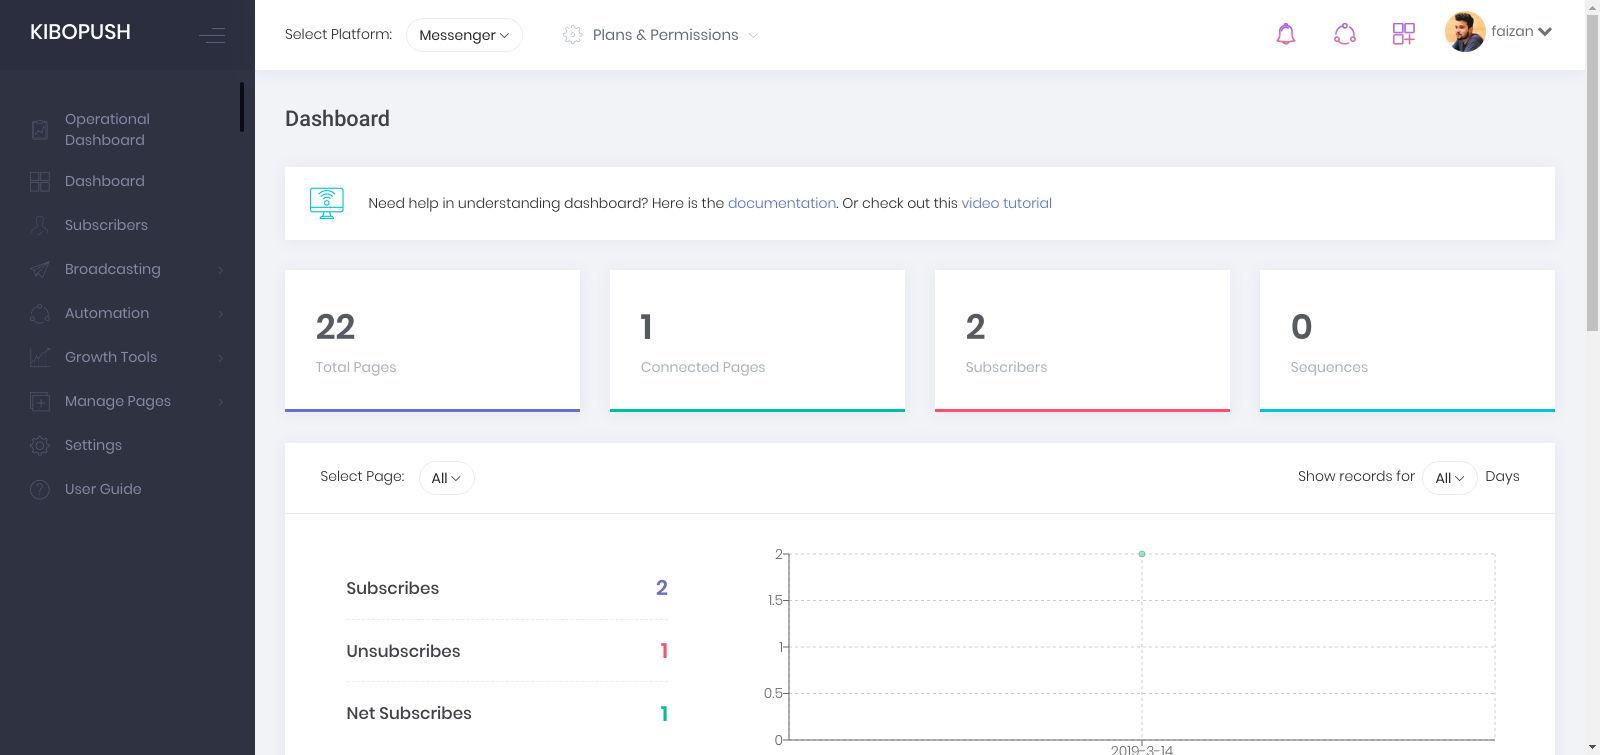 KIBOPUSH
Select Platform: Messenger
Plans & Permissions
faizan
Operational
Dashboard
Dashboard
Subscribers
Broadcasting
Automation
Growth Tools
Manage Pages
Settings
User Guide
Dashboard
Need help in understanding dashboard? Here is the documentation. Or check out this video tutorial
22
Total Pages
1
Connected Pages
2
Subscribers
0
Sequences
Select Page: All
Show records for All Days
Subscribes 2
Unsubscribes 1
Net Subscribes 1
2
1.5
1
0.5
0
2019-3-14